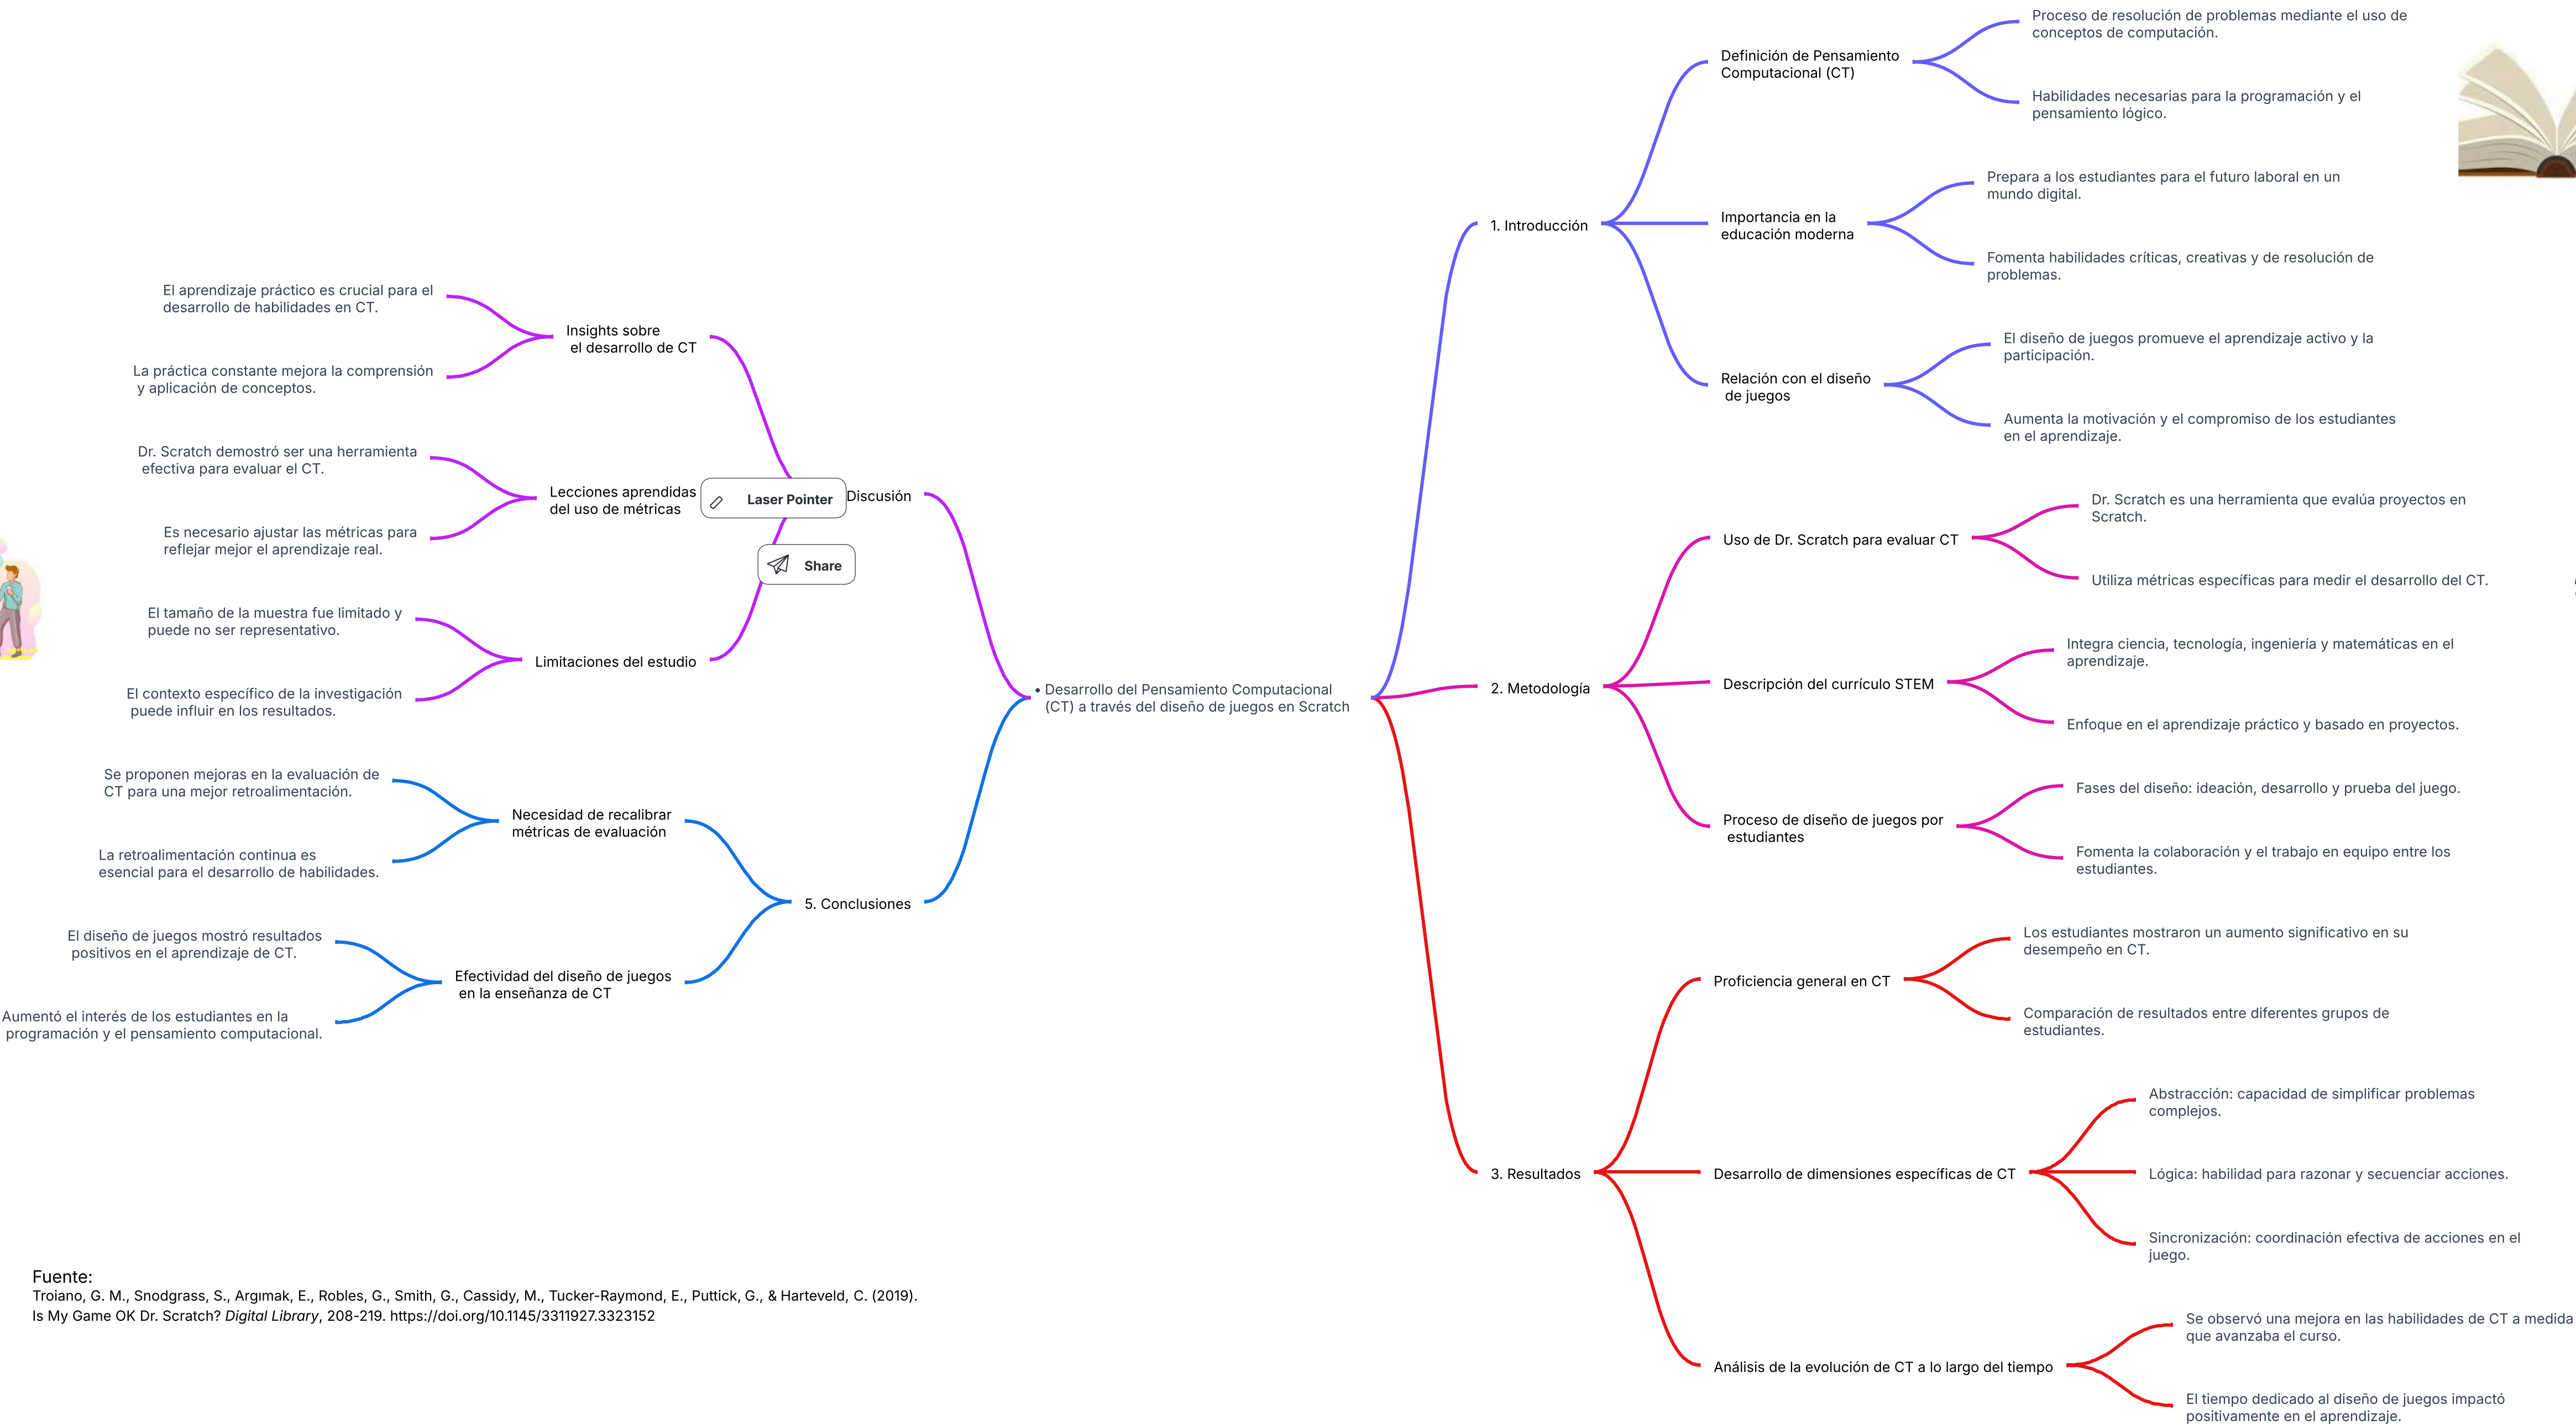 Desarrollo del Pensamiento Computacional
(CT) a través del diseño de juegos en Scratch
1. Introducción
Definición de Pensamiento
Computacional (CT)
Proceso de resolución de problemas mediante el uso de
conceptos de computación.
Habilidades necesarias para la programación y el
pensamiento lógico.
Importancia en la
educación moderna
Prepara a los estudiantes para el futuro laboral en un
mundo digital.
Fomenta habilidades críticas, creativas y de resolución de
problemas.
Relación con el diseño
de juegos
El diseño de juegos promueve el aprendizaje activo y la
participación.
Aumenta la motivación y el compromiso de los estudiantes
en el aprendizaje.
2. Metodología
Uso de Dr. Scratch para evaluar CT
Dr. Scratch es una herramienta que evalúa proyectos en
Scratch.
Utiliza métricas específicas para medir el desarrollo del CT.
Descripción del currículo STEM
Integra ciencia, tecnología, ingeniería y matemáticas en el
aprendizaje.
Enfoque en el aprendizaje práctico y basado en proyectos.
Proceso de diseño de juegos por
estudiantes
Fases del diseño: ideación, desarrollo y prueba del juego.
Fomenta la colaboración y el trabajo en equipo entre los
estudiantes.
3. Resultados
Proficiencia general en CT
Los estudiantes mostraron un aumento significativo en su
desempeño en CT.
Comparación de resultados entre diferentes grupos de
estudiantes.
Desarrollo de dimensiones específicas de CT
Abstracción: capacidad de simplificar problemas
complejos.
Lógica: habilidad para razonar y secuenciar acciones.
Sincronización: coordinación efectiva de acciones en el
juego.
Análisis de la evolución de CT a lo largo del tiempo
Se observó una mejora en las habilidades de CT a medida
que avanzaba el curso.
El tiempo dedicado al diseño de juegos impactó
positivamente en el aprendizaje.
Discusión
Laser Pointer
Share
Insights sobre
el desarrollo de CT
El aprendizaje práctico es crucial para el
desarrollo de habilidades en CT.
La práctica constante mejora la comprensión
y aplicación de conceptos.
Lecciones aprendidas
del uso de métricas
Dr. Scratch demostró ser una herramienta
efectiva para evaluar el CT.
Es necesario ajustar las métricas para
reflejar mejor el aprendizaje real.
Limitaciones del estudio
El tamaño de la muestra fue limitado y
puede no ser representativo.
El contexto específico de la investigación
puede influir en los resultados.
5. Conclusiones
Necesidad de recalibrar
métricas de evaluación
Se proponen mejoras en la evaluación de
CT para una mejor retroalimentación.
La retroalimentación continua es
esencial para el desarrollo de habilidades.
Efectividad del diseño de juegos
en la enseñanza de CT
El diseño de juegos mostró resultados
positivos en el aprendizaje de CT.
Aumentó el interés de los estudiantes en la
programación y el pensamiento computacional.
Fuente:
Troiano, G. M., Snodgrass, S., Argımak, E., Robles, G., Smith, G., Cassidy, M., Tucker-Raymond, E., Puttick, G., & Harteveld, C. (2019).
Is My Game OK Dr. Scratch? Digital Library, 208-219. https://doi.org/10.1145/3311927.3323152